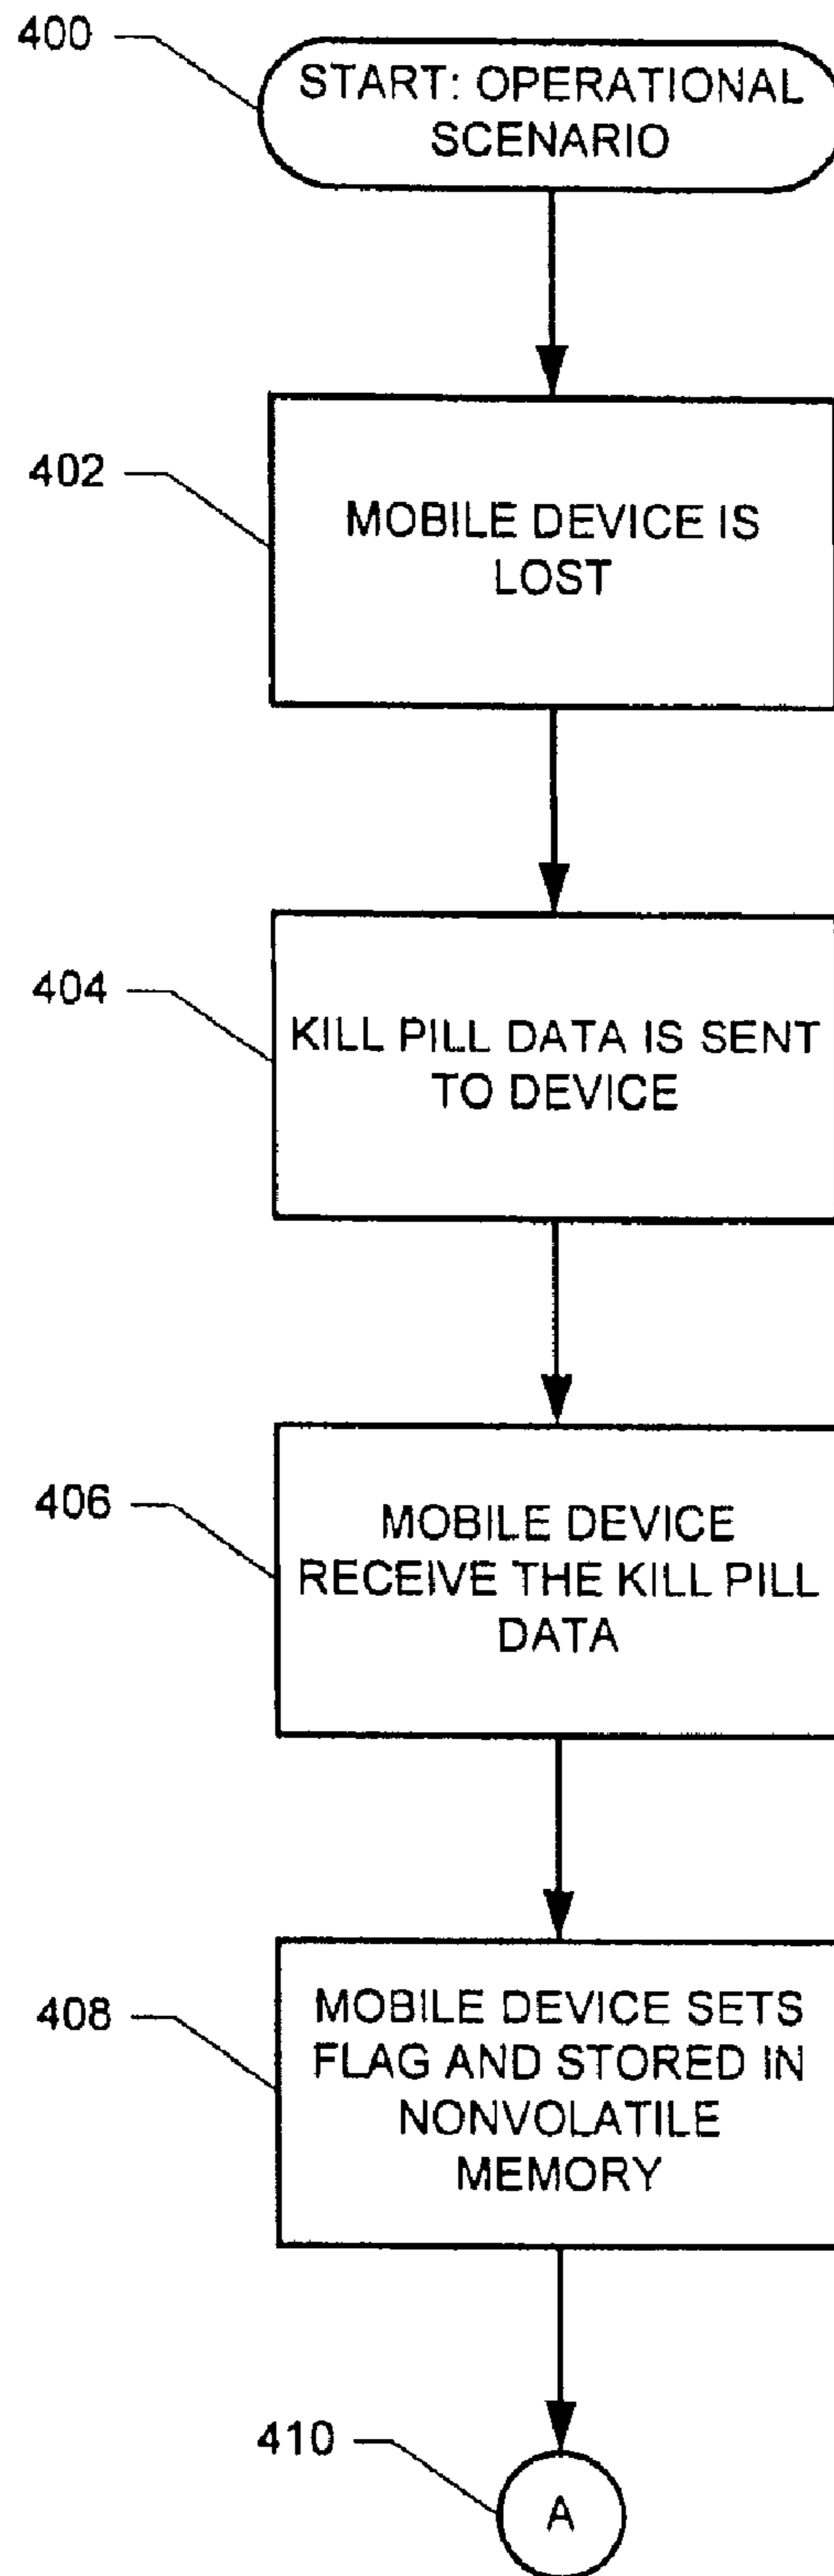 400
START: OPERATIONAL
SCENARIO
402
MOBILE DEVICE IS
LOST
404
KILL PILL DATA IS SENT
TO DEVICE
406
MOBILE DEVICE
RECEIVE THE KILL PILL
DATA
408
MOBILE DEVICE SETS
FLAG AND STORED IN
NONVOLATILE
MEMORY
410
A